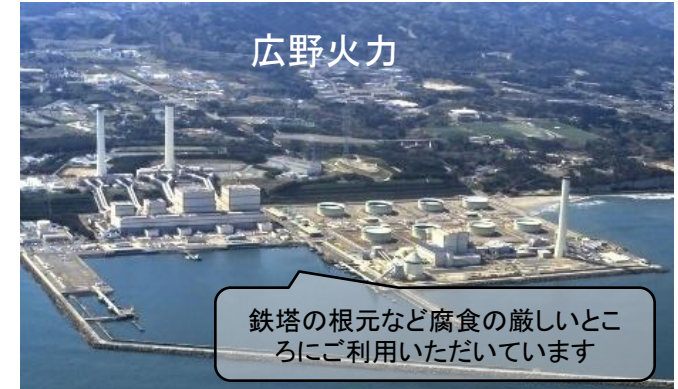 広野火力
鉄塔の根元など腐食の厳しいとこ
ろにご利用いただいています